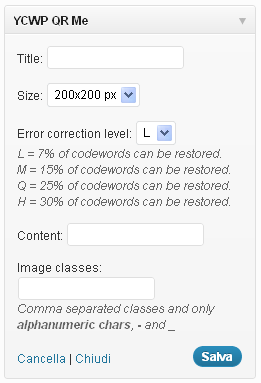 YCWP QR Me
Title:
Size: 200x200 px
Error correction level: L
L = 7% of codewords can be restored.
M = 15% of codewords can be restored.
Q = 25% of codewords can be restored.
H = 30% of codewords can be restored.
Content:
Image classes:
Comma separated classes and only
alphanumeric chars, - and _
Cancella | Chiudi Salva